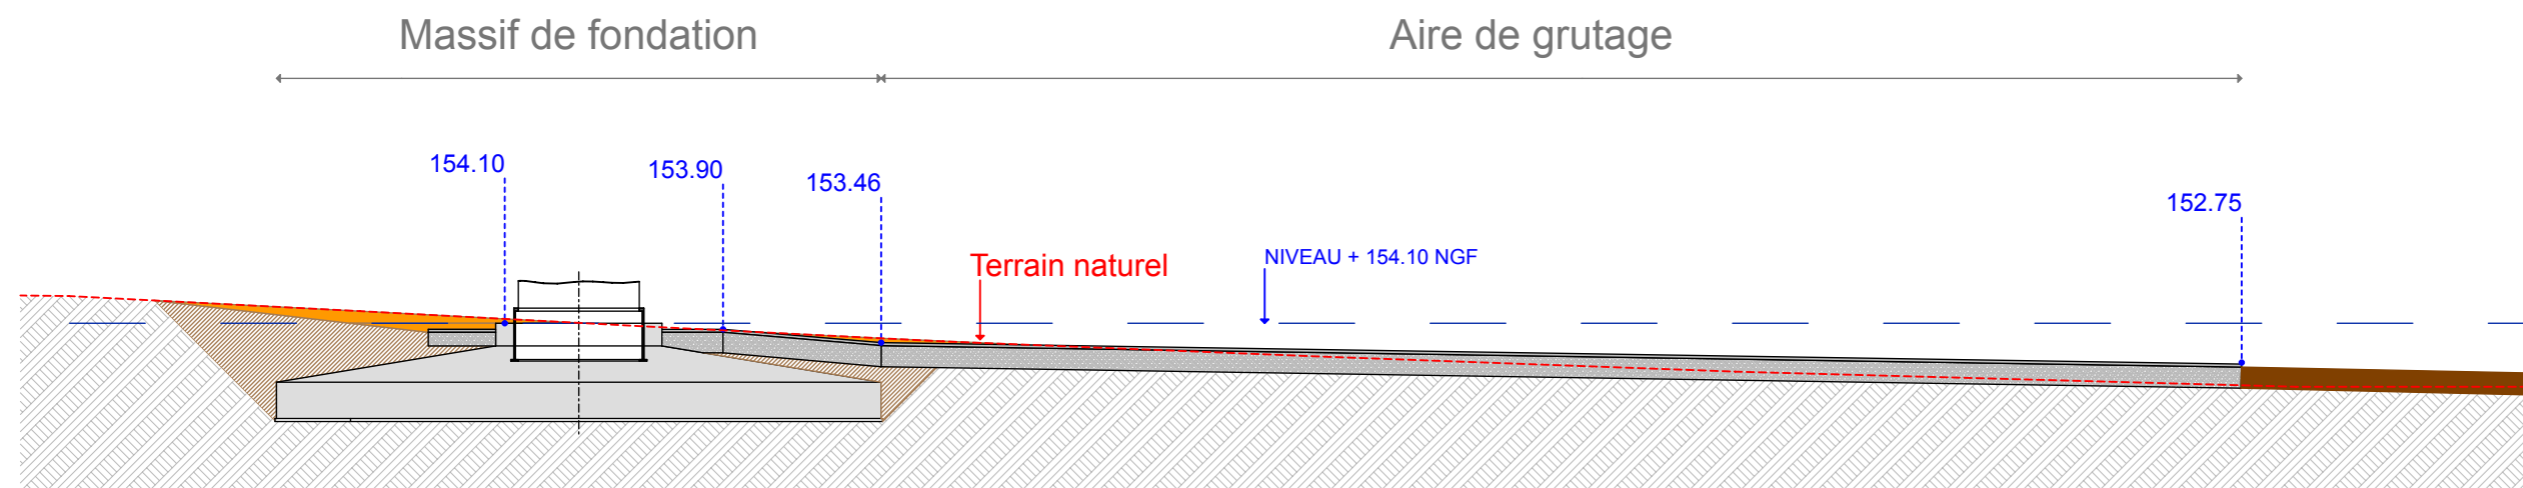 Massif de fondation
Aire de grutage
154.10
153.90
153.46
152.75
NIVEAU + 154.10 NGF
Terrain naturel